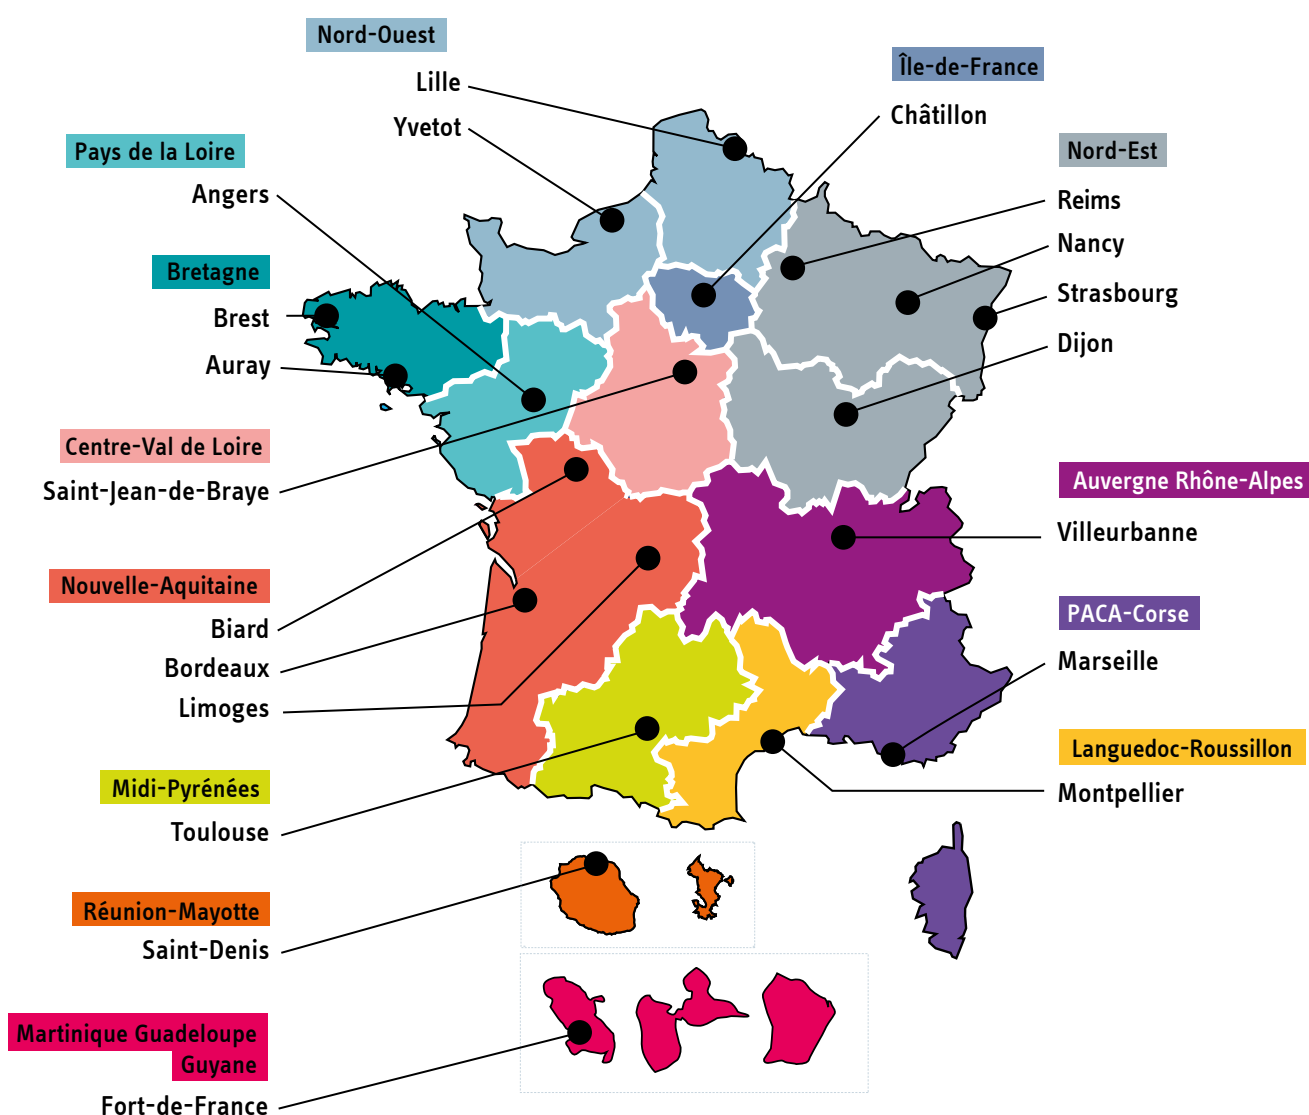 Nord-Ouest
Lille
Yvetot
Pays de la Loire
Angers
Bretagne
Brest
Auray
Centre-Val de Loire
Saint-Jean-de-Braye
Nouvelle-Aquitaine
Biard
Bordeaux
Limoges
Midi-Pyrénées
Toulouse
Réunion-Mayotte
Saint-Denis
Martinique Guadeloupe
Guyane
Fort-de-France
Île-de-France
Châtillon
Nord-Est
Reims
Nancy
Strasbourg
Dijon
Auvergne Rhône-Alpes
Villeurbanne
PACA-Corse
Marseille
Languedoc-Roussillon
Montpellier